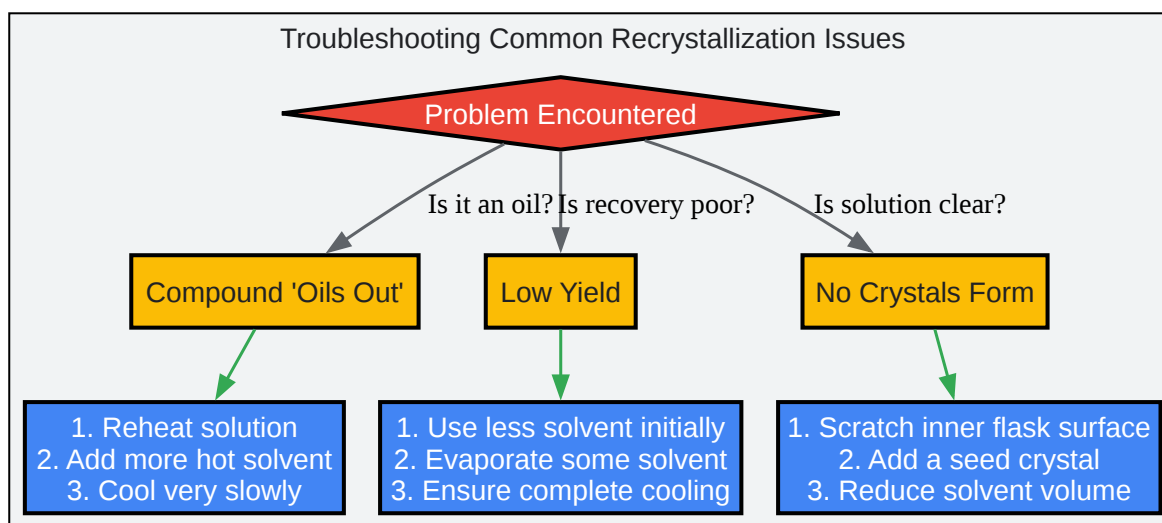 Troubleshooting Common Recrystallization Issues
Problem Encountered
Is it an oil?
Is recovery poor?
Is solution clear?
Compound 'Oils Out'
Low Yield
No Crystals Form
1. Reheat solution
2. Add more hot solvent
3. Cool very slowly
1. Use less solvent initially
2. Evaporate some solvent
3. Ensure complete cooling
1. Scratch inner flask surface
2. Add a seed crystal
3. Reduce solvent volume